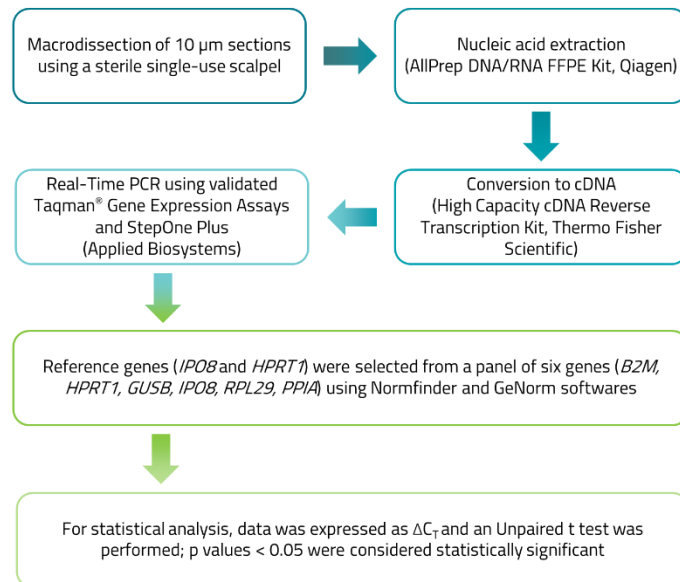 Macrodissection of 10 µm sections
using a sterile single-use scalpel
Nucleic acid extraction
(AllPrep DNA/RNA FFPE Kit, Qiagen)
Conversion to cDNA
(High Capacity cDNA Reverse
Transcription Kit, Thermo Fisher
Scientific)
Real-Time PCR using validated
Taqman® Gene Expression Assays
and StepOne Plus
(Applied Biosystems)
Reference genes (IPO8 and HPRT1) were selected from a panel of six genes (B2M,
HPRT1, GUSB, IPO8, RPL29, PPIA) using Normfinder and GeNorm softwares
For statistical analysis, data was expressed as ΔCT and an Unpaired t test was
performed; p values < 0.05 were considered statistically significant